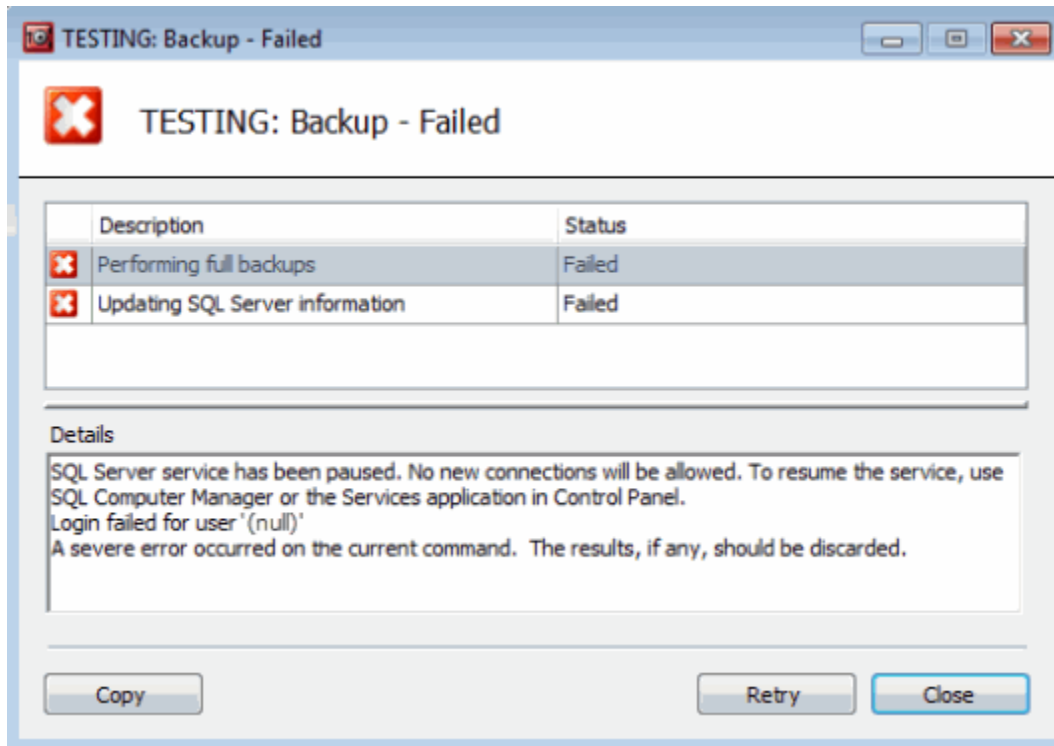 TESTING: Backup - Failed
TESTING: Backup - Failed
Description Status
Performing full backups Failed
Updating SQL Server information Failed
Details
SQL Server service has been paused. No new connections will be allowed. To resume the service, use
SQL Computer Manager or the Services application in Control Panel.
Login failed for user '(null)'
A severe error occurred on the current command.  The results, if any, should be discarded.
Copy Retry Close